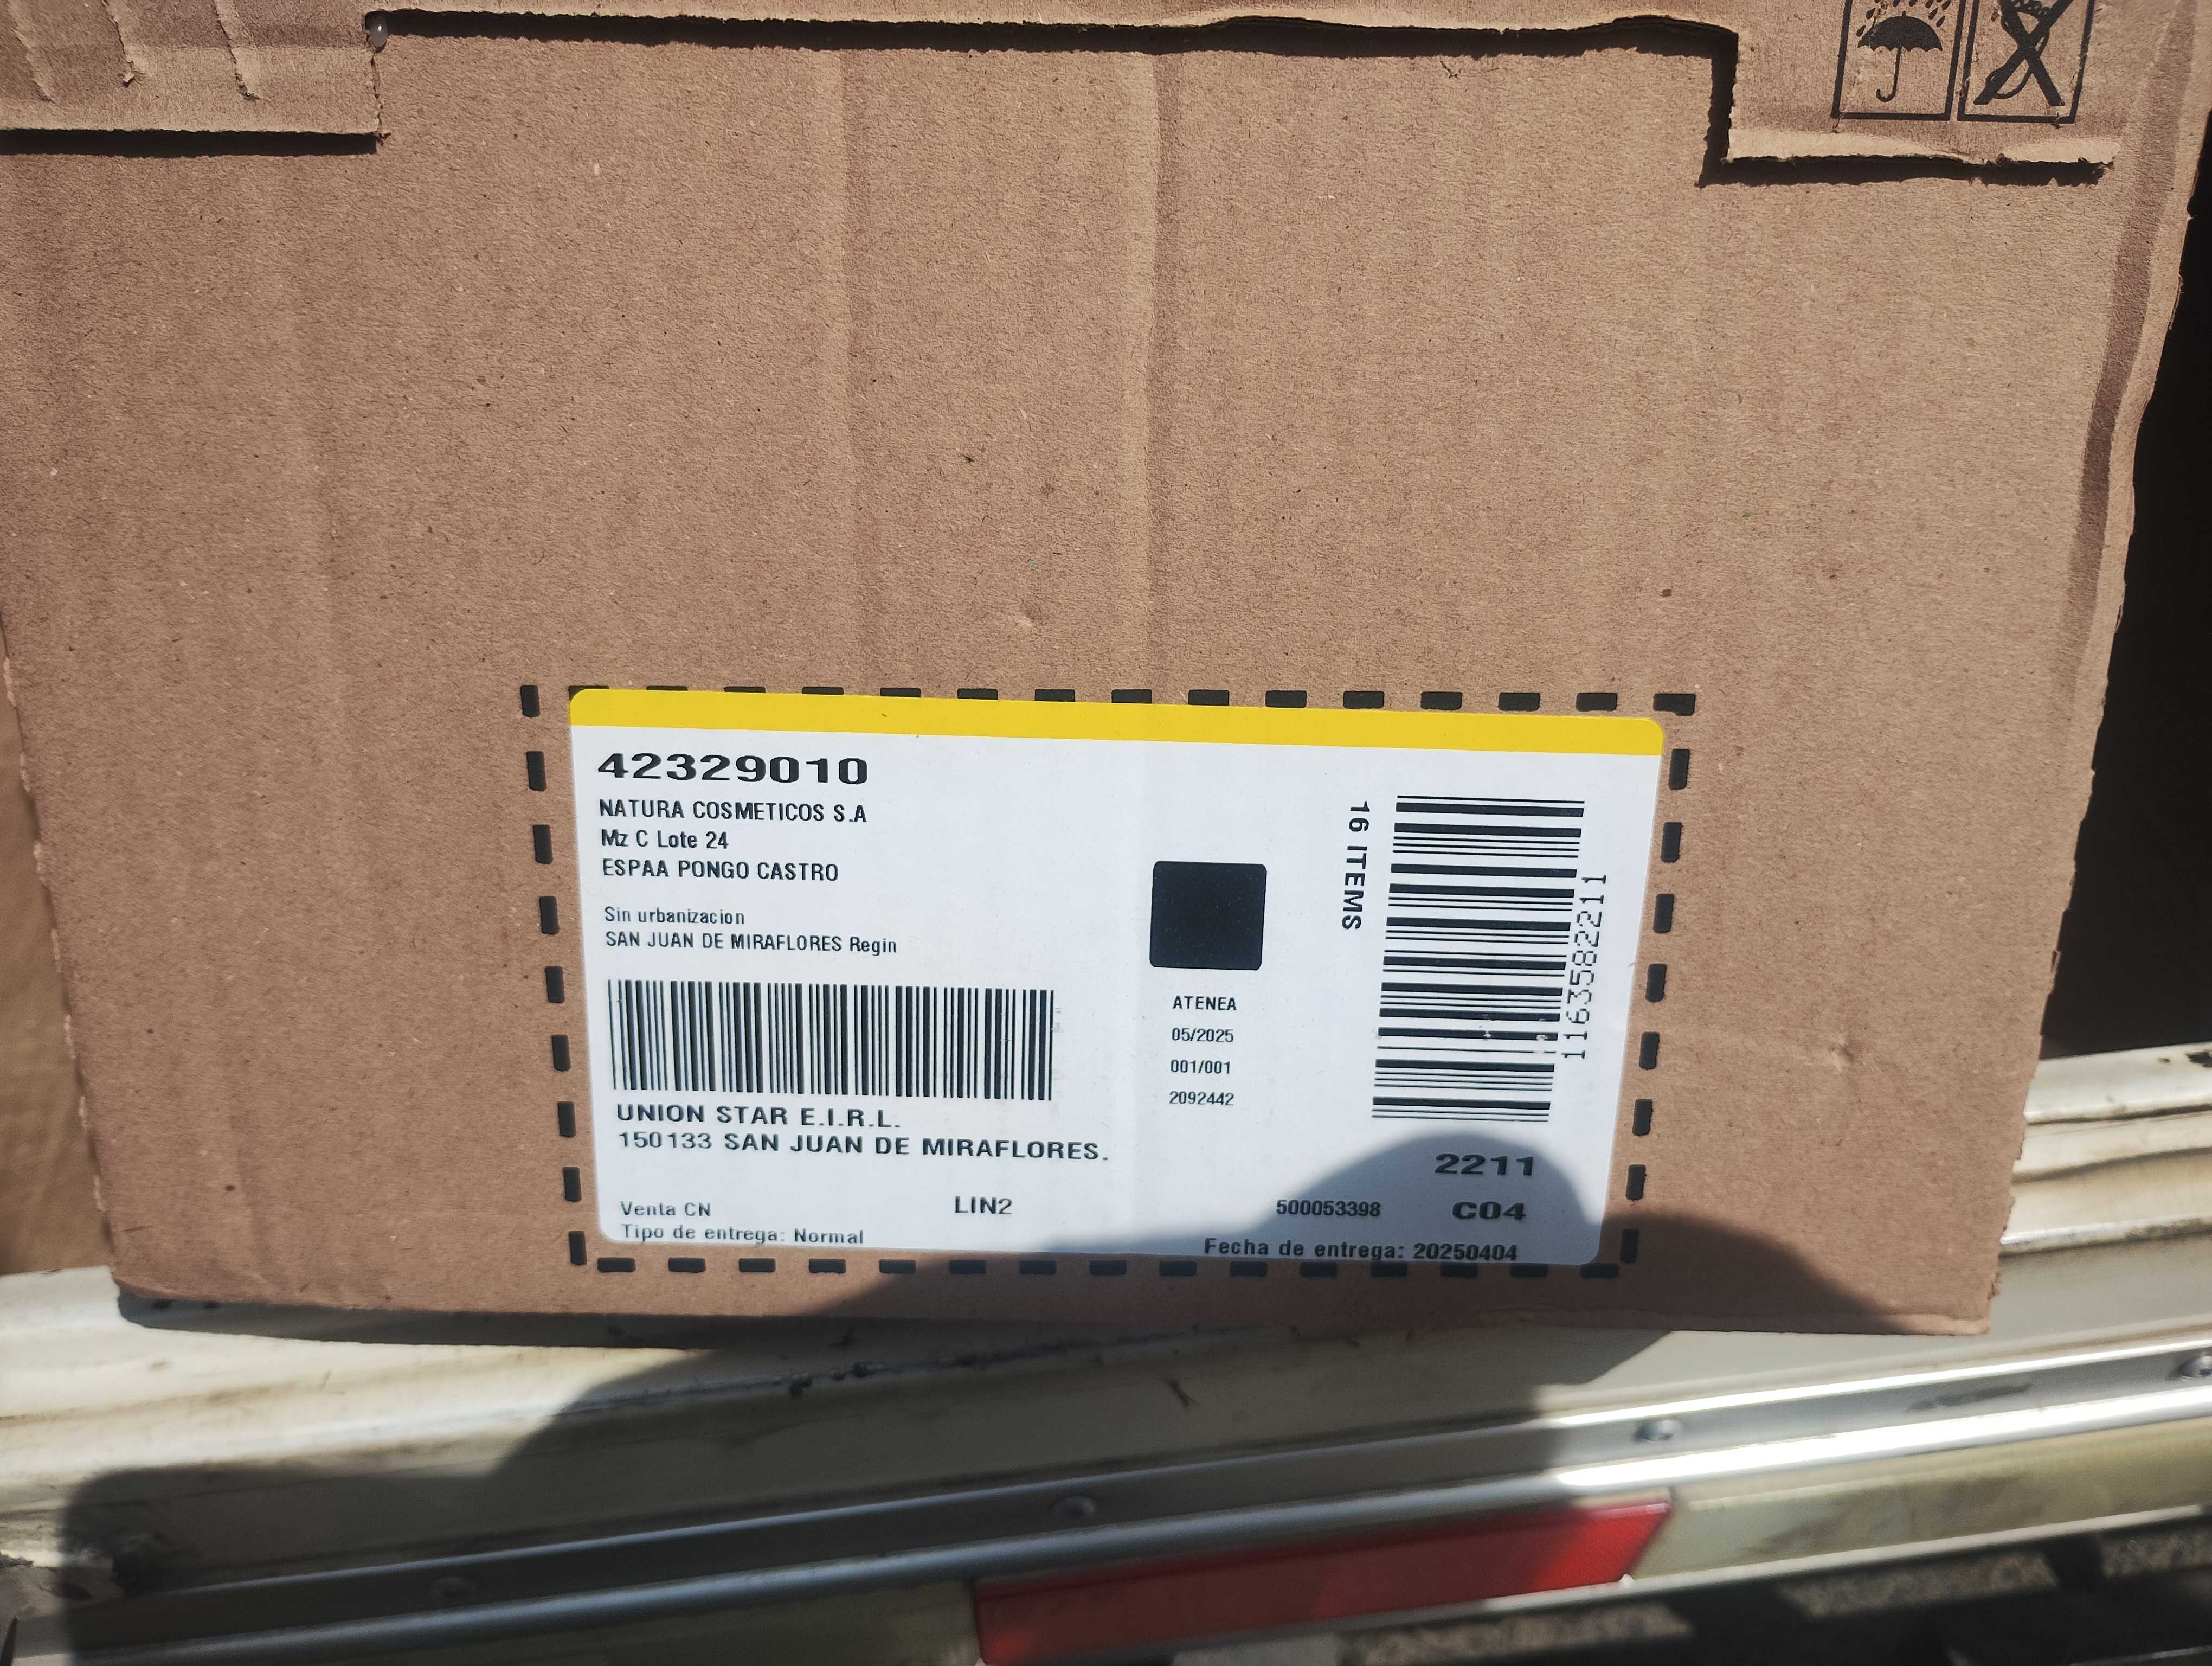 42329010
NATURA COSMETICOS S.A
Mz C Lote 24
ESPAA PONGO CASTRO
Sin urbanizacion
SAN JUAN DE MIRAFLORES Regin
UNION STAR E.I.R.L.
150133 SAN JUAN DE MIRAFLORES.
Venta CN
LIN2
Tipo de entrega: Normal
ATENEA
05/2025
001/001
2092442
16 ITEMS
11635822211
2211
500053398
C04
Fecha de entrega: 20250404